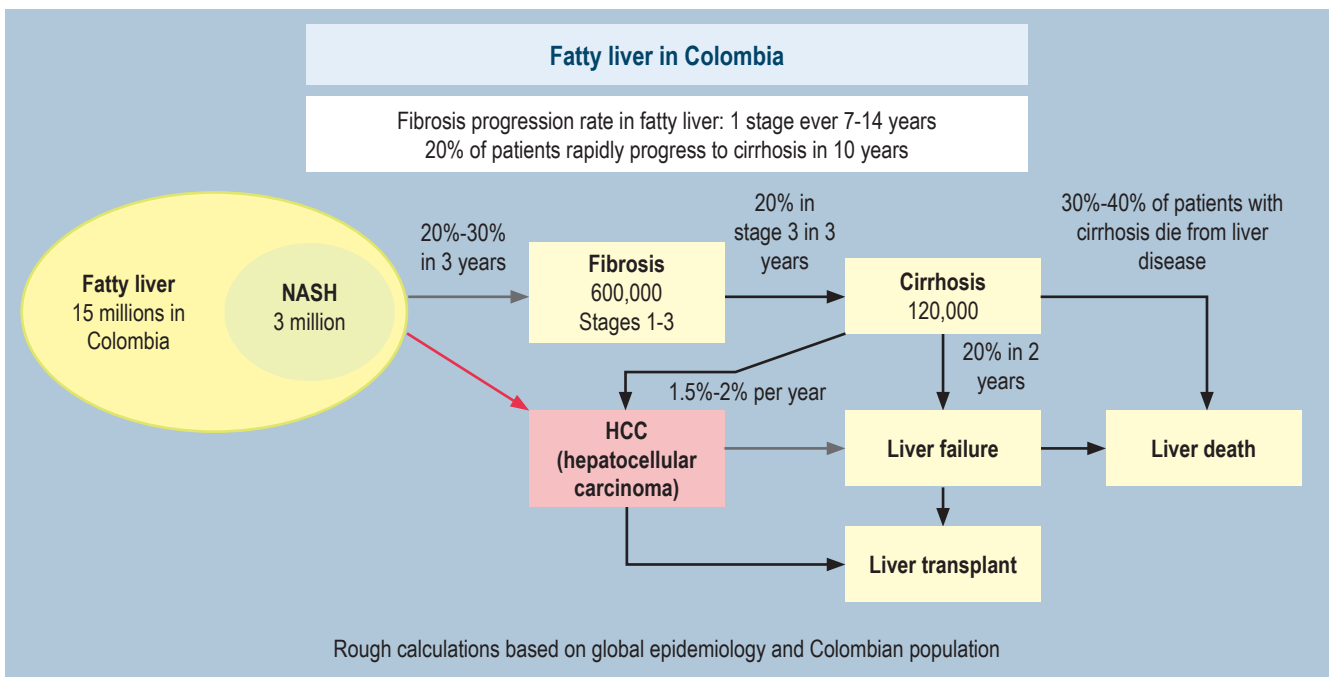 Fatty liver in Colombia
Fibrosis progression rate in fatty liver: 1 stage ever 7-14 years
20% of patients rapidly progress to cirrhosis in 10 years
Fatty liver
15 millions in
Colombia
NASH
3 million
20%-30%
in 3 years
Fibrosis
600,000
Stages 1-3
20% in
stage 3 in 3
years
Cirrhosis
120,000
30%-40% of patients with
cirrhosis die from liver
disease
1.5%-2% per year
20% in 2
years
HCC
(hepatocellular
carcinoma)
Liver failure
Liver death
Liver transplant
Rough calculations based on global epidemiology and Colombian population